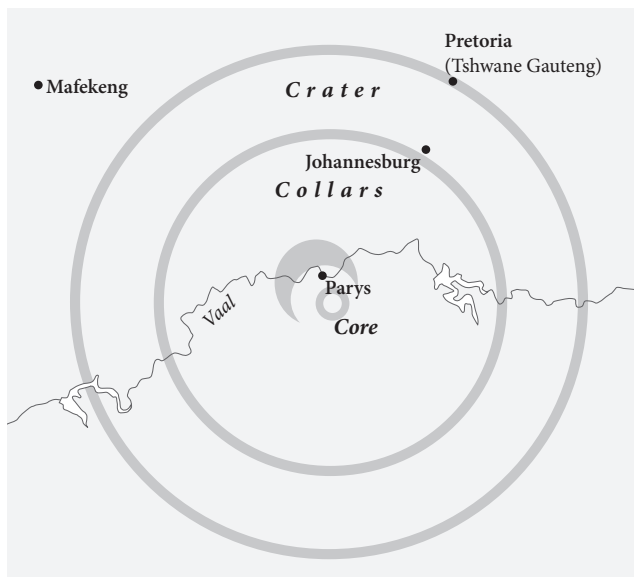 Pretoria
(Tshwane Gauteng)
Mafekeng
Crater
Johannesburg
Collars
Parys
Vaal
Core